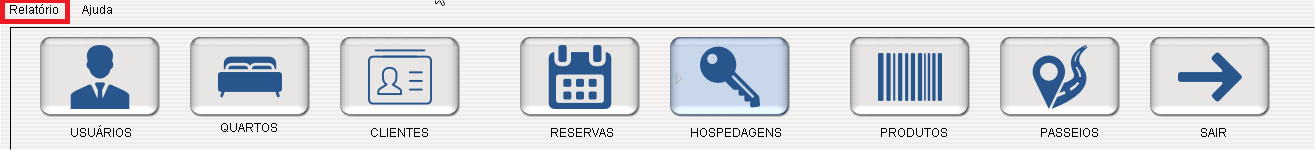 Relatório Ajuda
USUÁRIOS QUARTOS CLIENTES RESERVAS HOSPEDAGENS PRODUTOS PASSEIOS SAIR